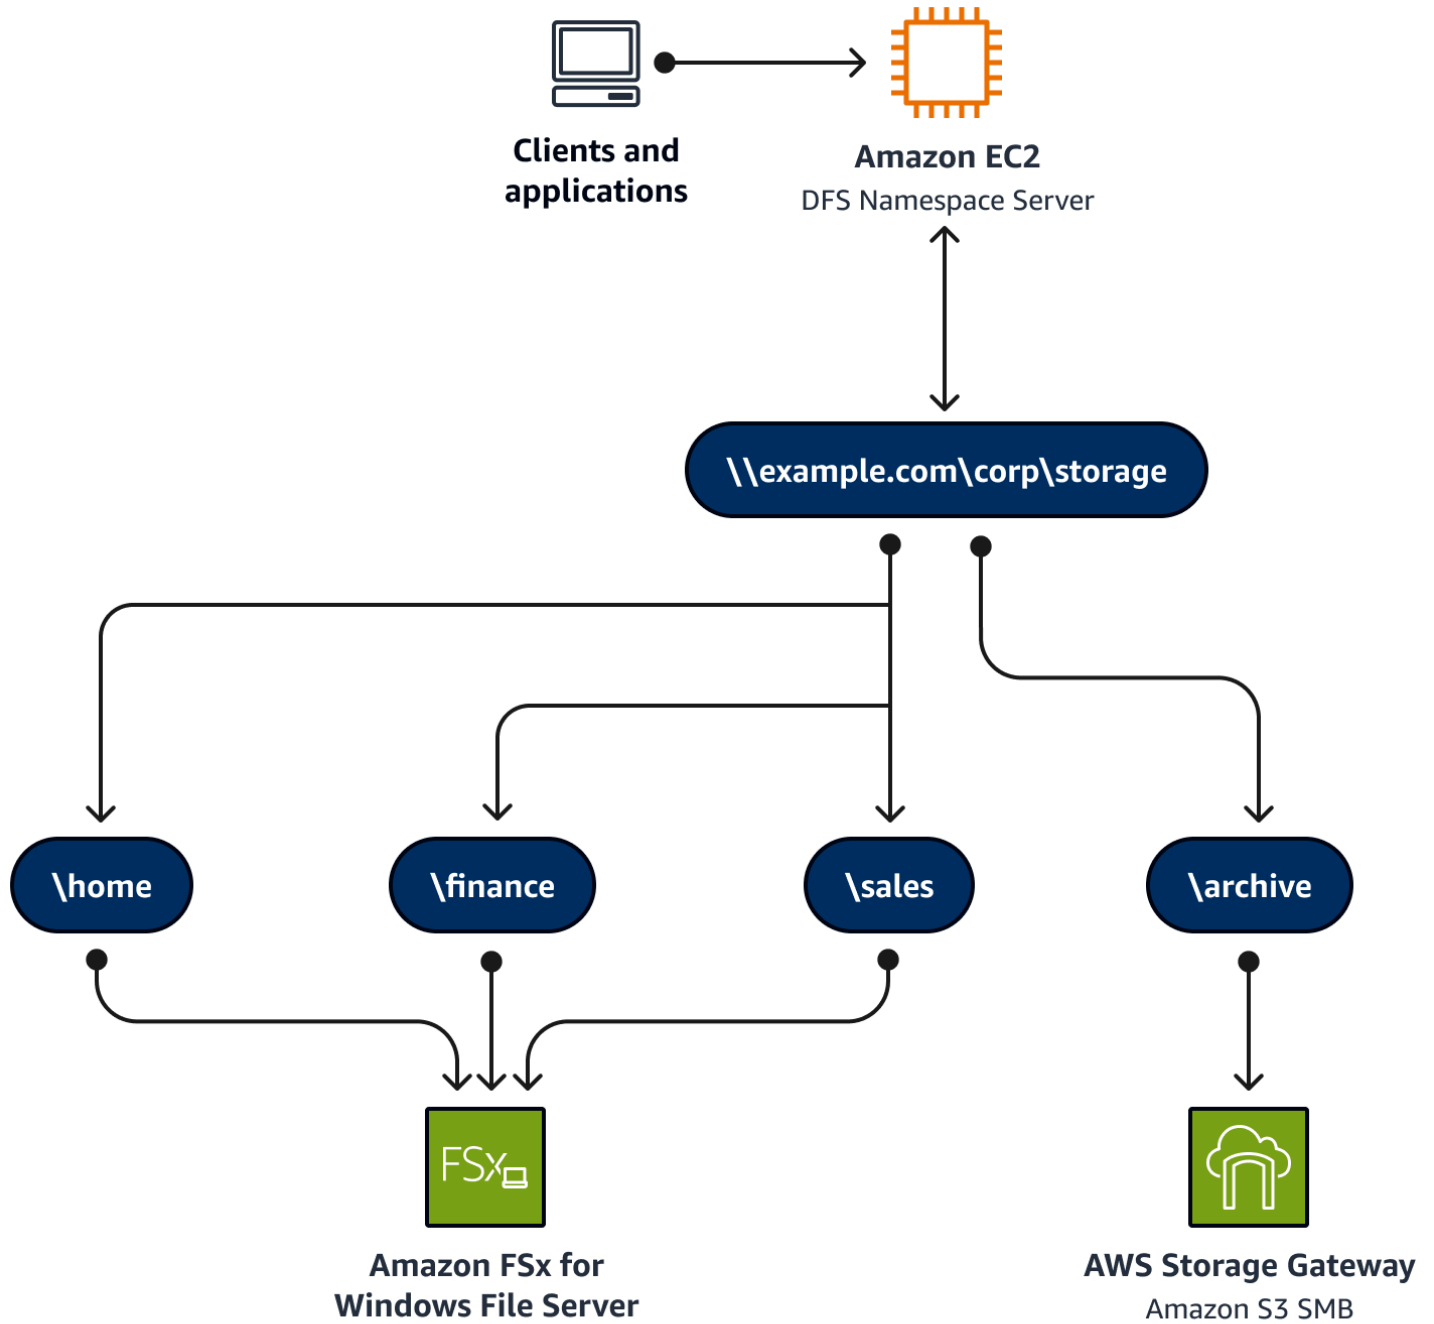 Clients and
applications
Amazon EC2
DFS Namespace Server
\\example.com\corp\storage
\home
\finance
\sales
\archive
FSx
Amazon FSx for
Windows File Server
AWS Storage Gateway
Amazon S3 SMB